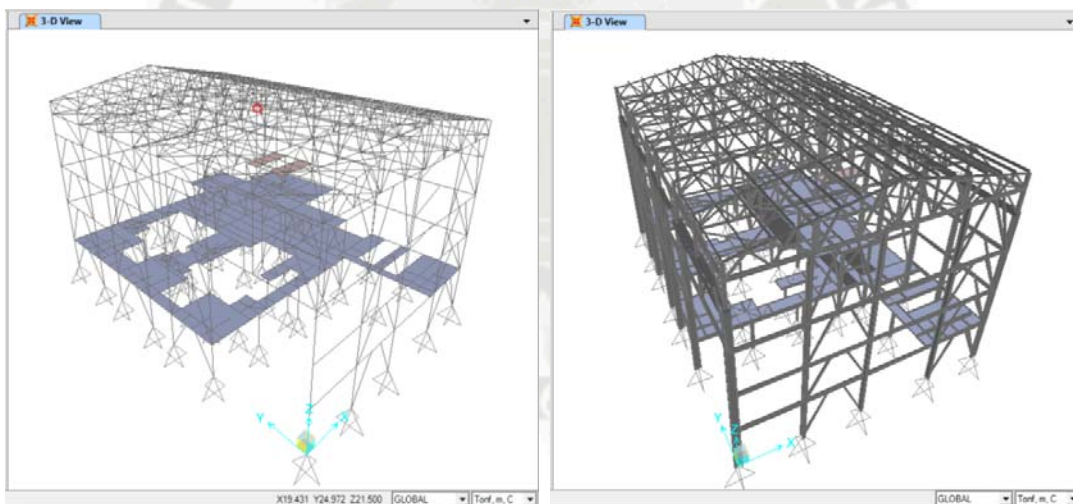 3-D View
3-D View
Z
Y
X
Y
Z
X
X19.431 Y24.972 Z21.500
GLOBAL
Tonf, m, C
GLOBAL
Tonf, m, C